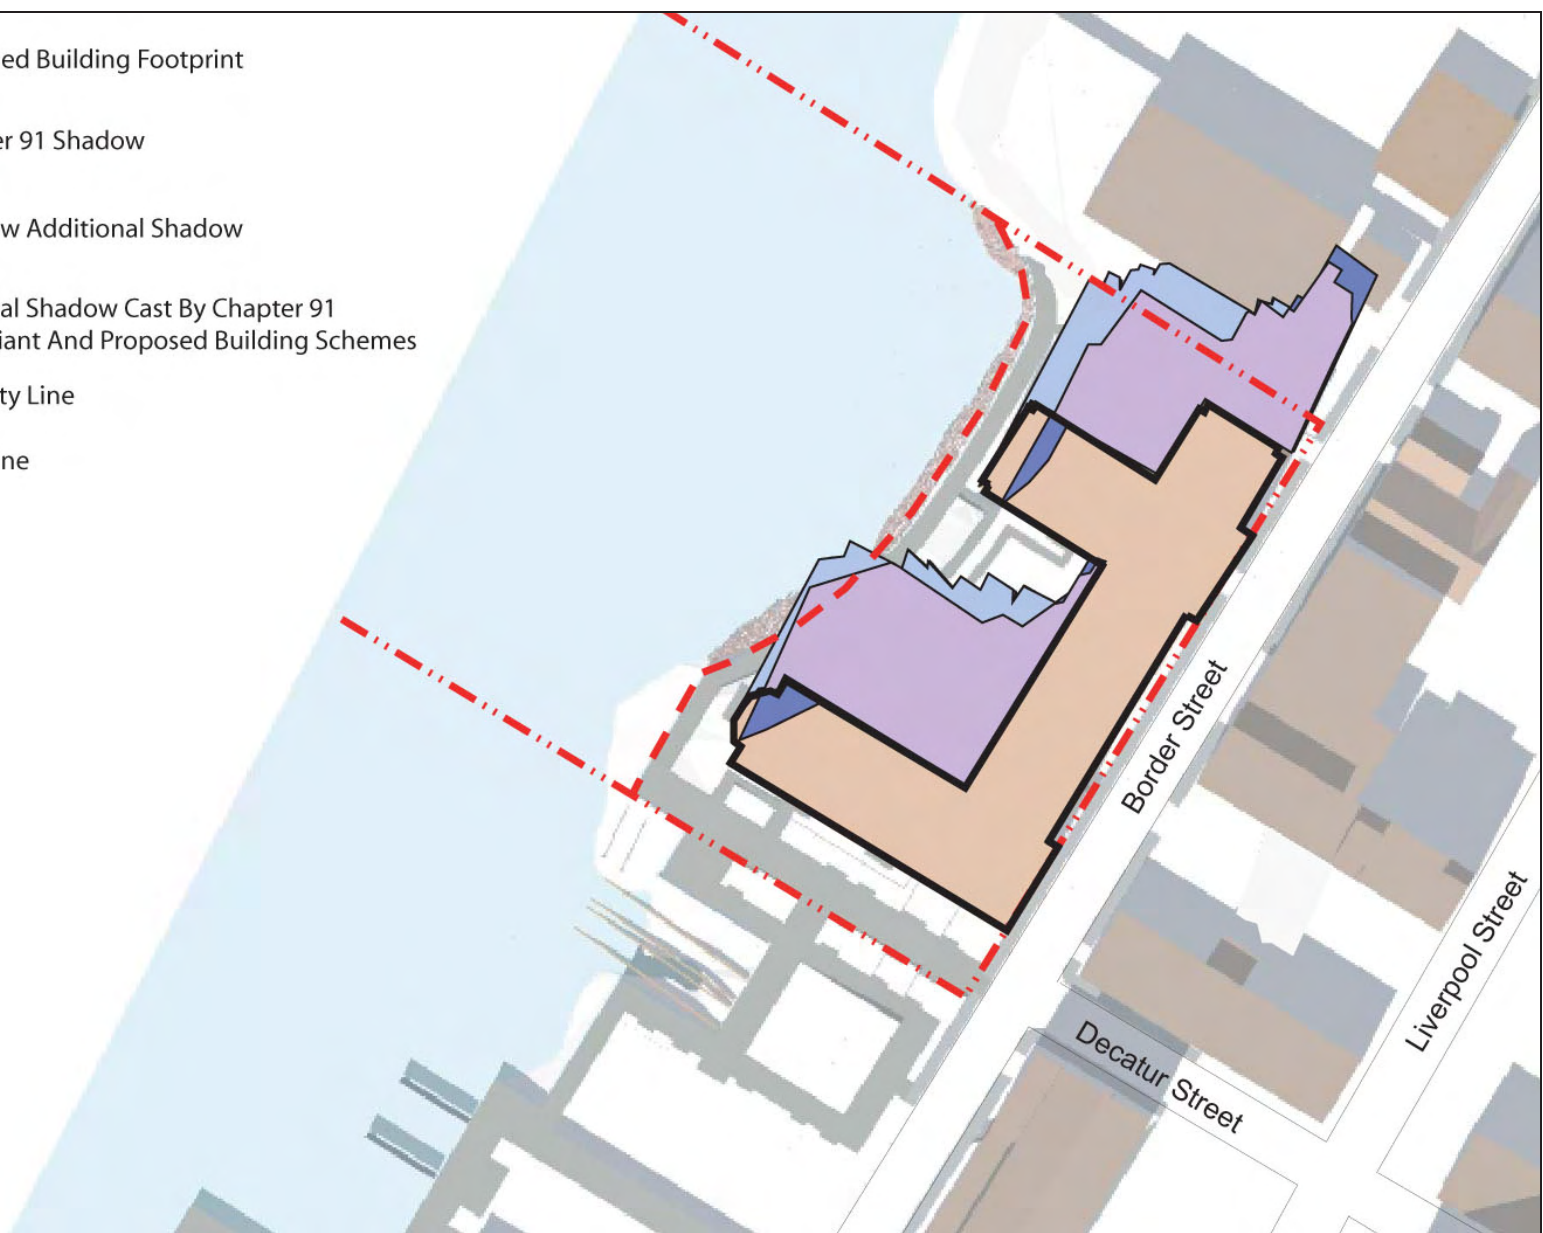 ed Building Footprint
er 91 Shadow
w Additional Shadow
al Shadow Cast By Chapter 91
iant And Proposed Building Schemes
ty Line
ne
Border Street
Liverpool Street
Decatur Street